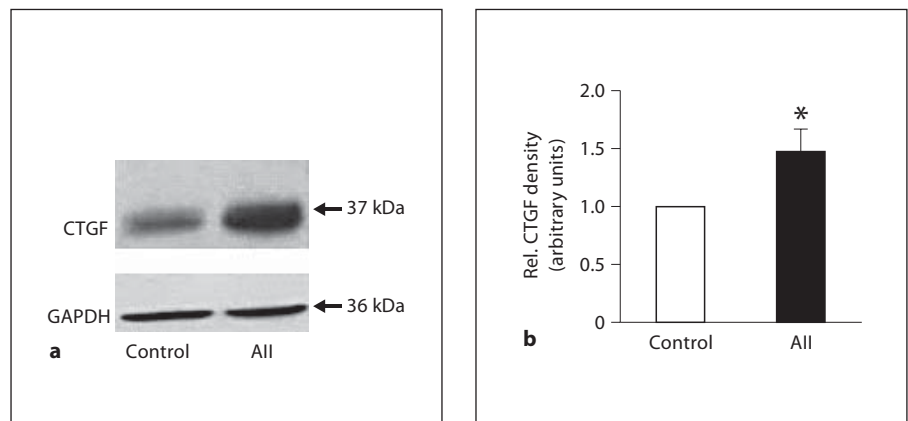 CTGF
37 kDa
GAPDH
36 kDa
a
Control
AII
Rel. CTGF density
(arbitrary units)
2.0
*
1.5
1.0
0.5
0
b
Control
AII